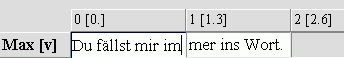 0 [0.] 1 [1.3] 2 [2.6]
Max [v] Du fällst mir im mer ins Wort.